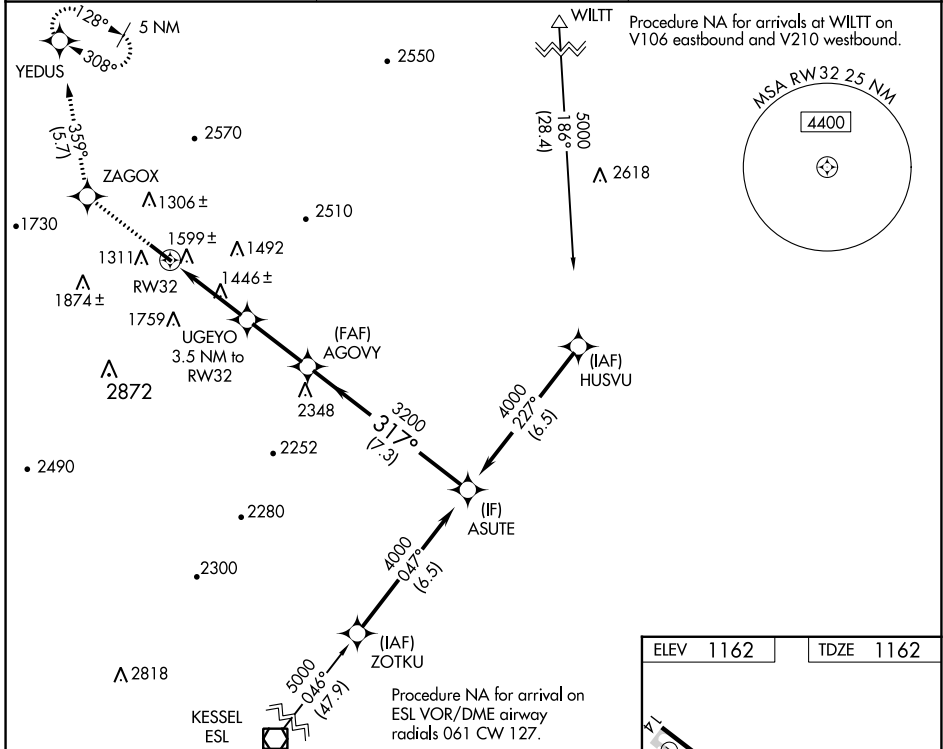 128°
5 NM
308°
YEDUS
2550
WILTT
Procedure NA for arrivals at WILTT on
V106 eastbound and V210 westbound.
MSA RW32 25 NM
4400
5000
186°
(28.4)
359°
(5.7)
2570
2618
ZAGOX
1306±
2510
1730
1599±
1492
1311
RW32
1446±
1874±
1759
UGEYO
3.5 NM to
RW32
(FAF)
AGOVY
(IAF)
HUSVU
2872
2348
4000
227°
(6.5)
3200
317°
(7.3)
2252
2490
(IF)
ASUTE
2280
4000
047°
(6.5)
2300
(IAF)
ZOTKU
2818
5000
046°
(47.9)
KESSEL
ESL
Procedure NA for arrival on
ESL VOR/DME airway
radials 061 CW 127.
ELEV 1162
TDZE 1162
14